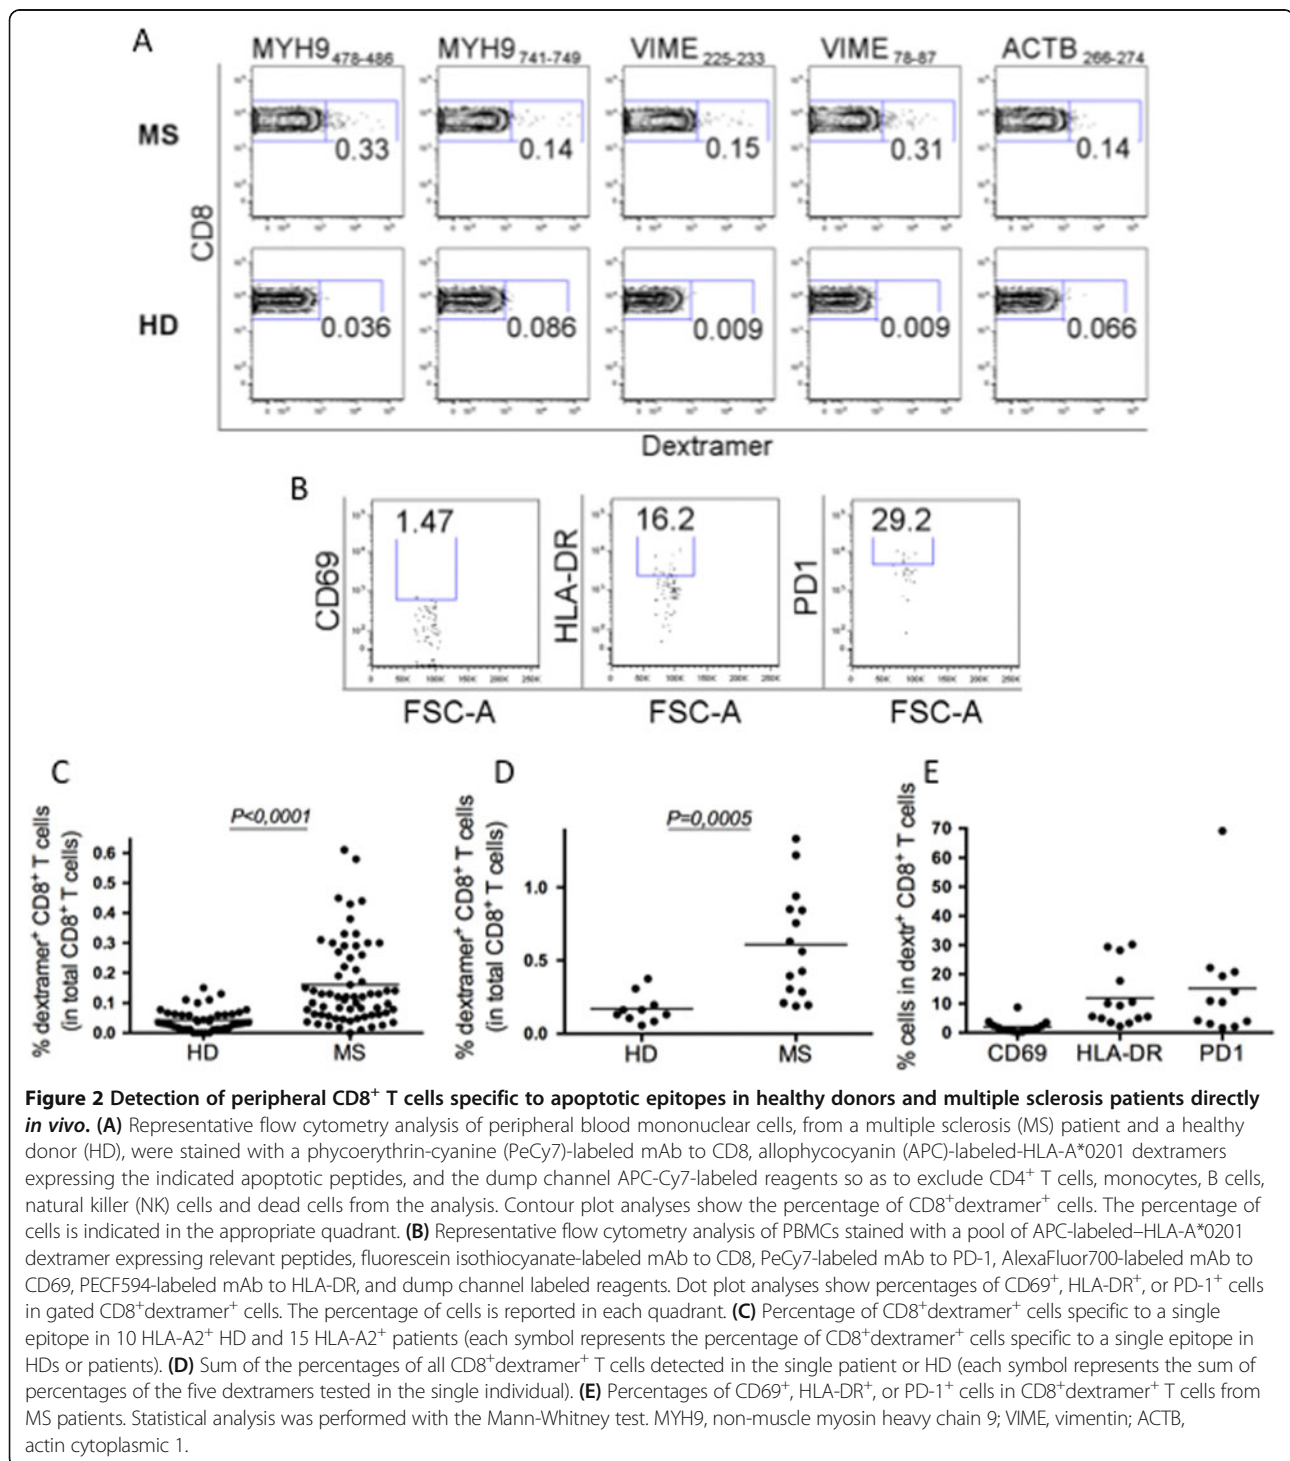 A
MYH9 478-486 MYH9 741-749 VIME 225-233 VIME 78-87 ACTB 266-274
MS
0.33 0.14 0.15 0.31 0.14
CD8
HD
0.036 0.086 0.009 0.009 0.066
Dextramer
B
CD69 1.47 HLA-DR 16.2 PD1 29.2
0 50K 100K 150K 200K 250K 0 50K 100K 150K 200K 250K 0 50K 100K 150K 200K 250K
FSC-A FSC-A FSC-A
C
% dextramer+ CD8+ T cells
(in total CD8+ T cells)
P<0,0001
0.6
0.5
0.4
0.3
0.2
0.1
0.0
HD MS
D
% dextramer+ CD8+ T cells
(in total CD8+ T cells)
P=0,0005
1.0
0.5
0.0
HD MS
E
% cells in dextr+ CD8+ T cells
70
60
50
40
30
20
10
0
CD69 HLA-DR PD1
Figure 2 Detection of peripheral CD8+ T cells specific to apoptotic epitopes in healthy donors and multiple sclerosis patients directly
in vivo. (A) Representative flow cytometry analysis of peripheral blood mononuclear cells, from a multiple sclerosis (MS) patient and a healthy
donor (HD), were stained with a phycoerythrin-cyanine (PeCy7)-labeled mAb to CD8, allophycocyanin (APC)-labeled-HLA-A*0201 dextramers
expressing the indicated apoptotic peptides, and the dump channel APC-Cy7-labeled reagents so as to exclude CD4+ T cells, monocytes, B cells,
natural killer (NK) cells and dead cells from the analysis. Contour plot analyses show the percentage of CD8+dextramer+ cells. The percentage of
cells is indicated in the appropriate quadrant. (B) Representative flow cytometry analysis of PBMCs stained with a pool of APC-labeled–HLA-A*0201
dextramer expressing relevant peptides, fluorescein isothiocyanate-labeled mAb to CD8, PeCy7-labeled mAb to PD-1, AlexaFluor700-labeled mAb to
CD69, PECF594-labeled mAb to HLA-DR, and dump channel labeled reagents. Dot plot analyses show percentages of CD69+, HLA-DR+, or PD-1+ cells
in gated CD8+dextramer+ cells. The percentage of cells is reported in each quadrant. (C) Percentage of CD8+dextramer+ cells specific to a single
epitope in 10 HLA-A2+ HD and 15 HLA-A2+ patients (each symbol represents the percentage of CD8+dextramer+ cells specific to a single epitope in
HDs or patients). (D) Sum of the percentages of all CD8+dextramer+ T cells detected in the single patient or HD (each symbol represents the sum of
percentages of the five dextramers tested in the single individual). (E) Percentages of CD69+, HLA-DR+, or PD-1+ cells in CD8+dextramer+ T cells from
MS patients. Statistical analysis was performed with the Mann-Whitney test. MYH9, non-muscle myosin heavy chain 9; VIME, vimentin; ACTB,
actin cytoplasmic 1.